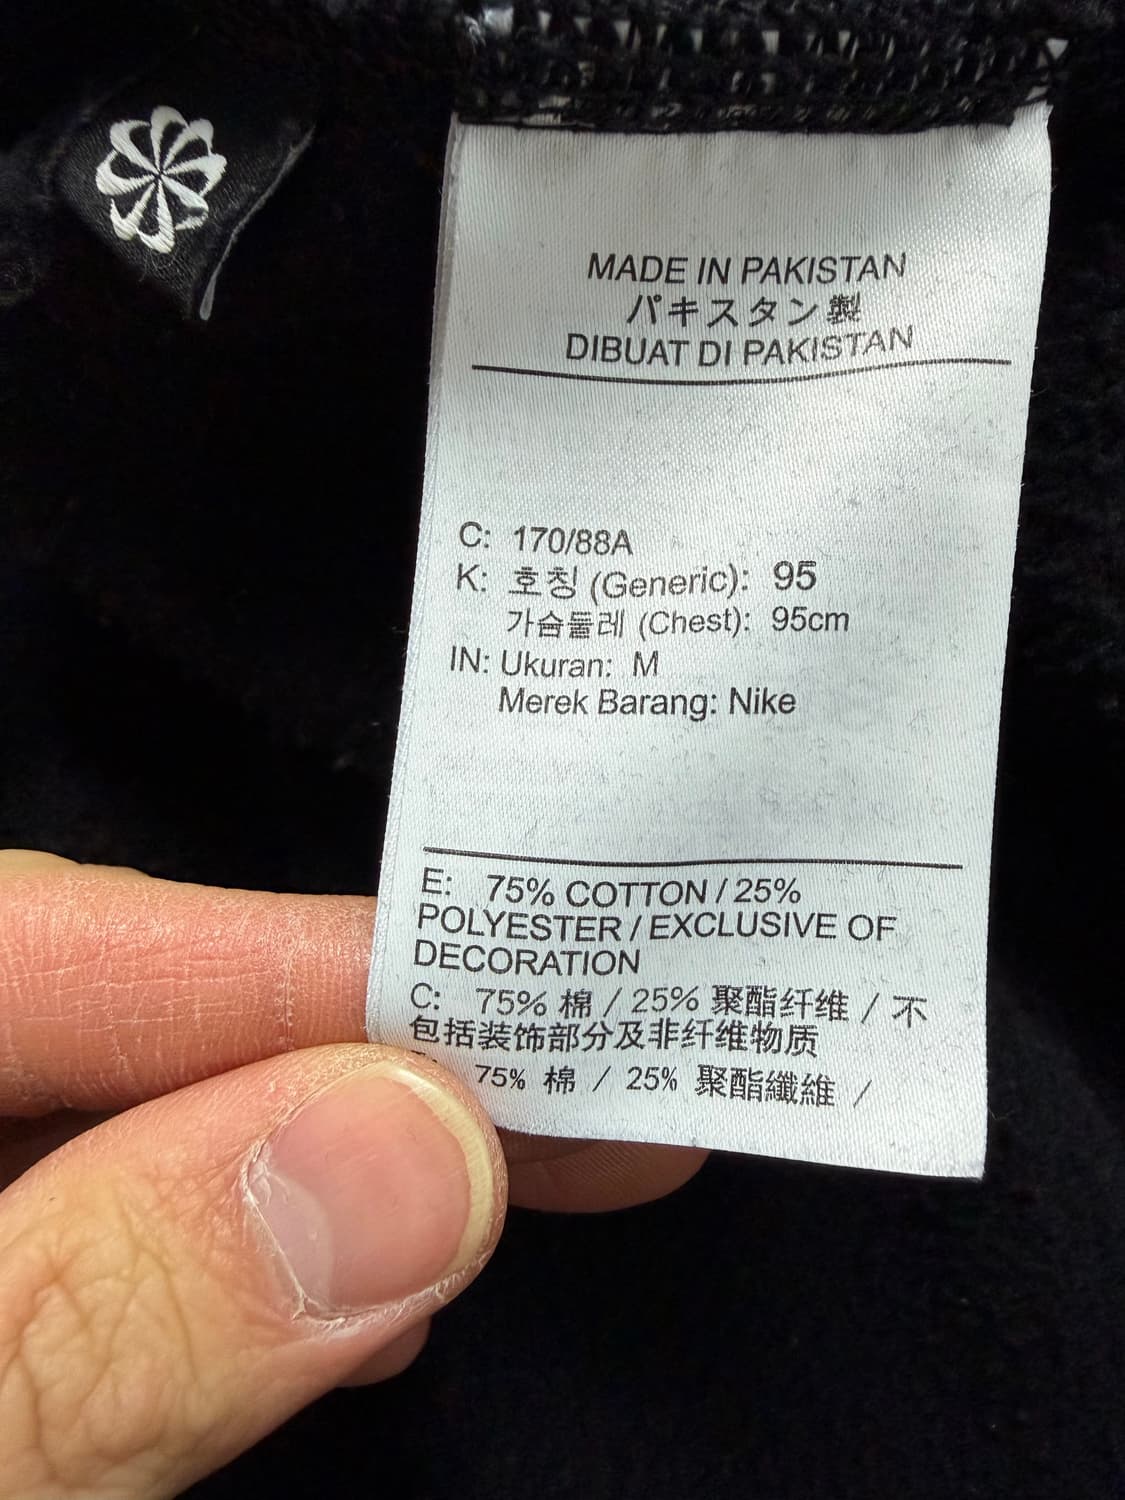 MADE IN PAKISTAN
パキスタン製
DIBUAT DI PAKISTAN
C: 170/88A
K: 호칭 (Generic): 95
가슴둘레 (Chest): 95cm
IN: Ukuran: M
Merek Barang: Nike
E: 75% COTTON / 25%
POLYESTER / EXCLUSIVE OF
DECORATION
C: 75% 棉 / 25% 聚酯纤维 / 不
包括装饰部分及非纤维物质
75% 棉 / 25% 聚酯纖維 /